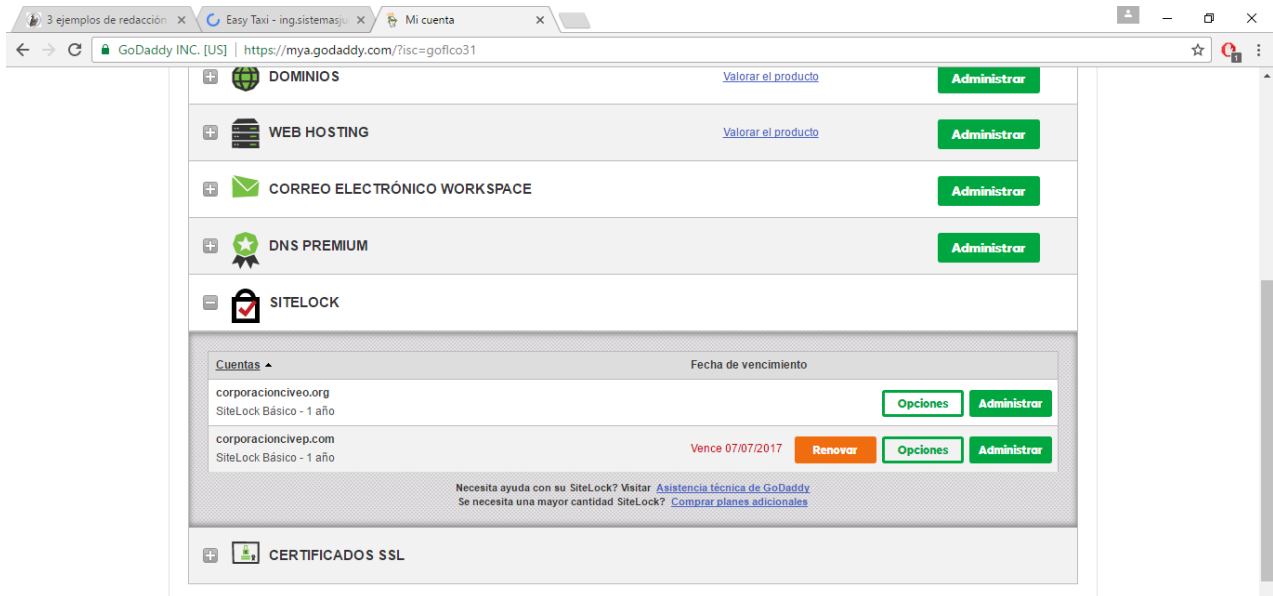 3 ejemplos de redacción
Easy Taxi - ing.sistemasju
Mi cuenta
GoDaddy INC. [US] | https://mya.godaddy.com/?isc=goflco31
1
DOMINIOS
Valorar el producto
Administrar
WEB HOSTING
Valorar el producto
Administrar
CORREO ELECTRÓNICO WORKSPACE
Administrar
DNS PREMIUM
Administrar
SITELOCK
Cuentas
Fecha de vencimiento
corporacionciveo.org
SiteLock Básico - 1 año
Opciones
Administrar
corporacioncivep.com
SiteLock Básico - 1 año
Vence 07/07/2017
Renovar
Opciones
Administrar
Necesita ayuda con su SiteLock? Visitar Asistencia técnica de GoDaddy
Se necesita una mayor cantidad SiteLock? Comprar planes adicionales
CERTIFICADOS SSL